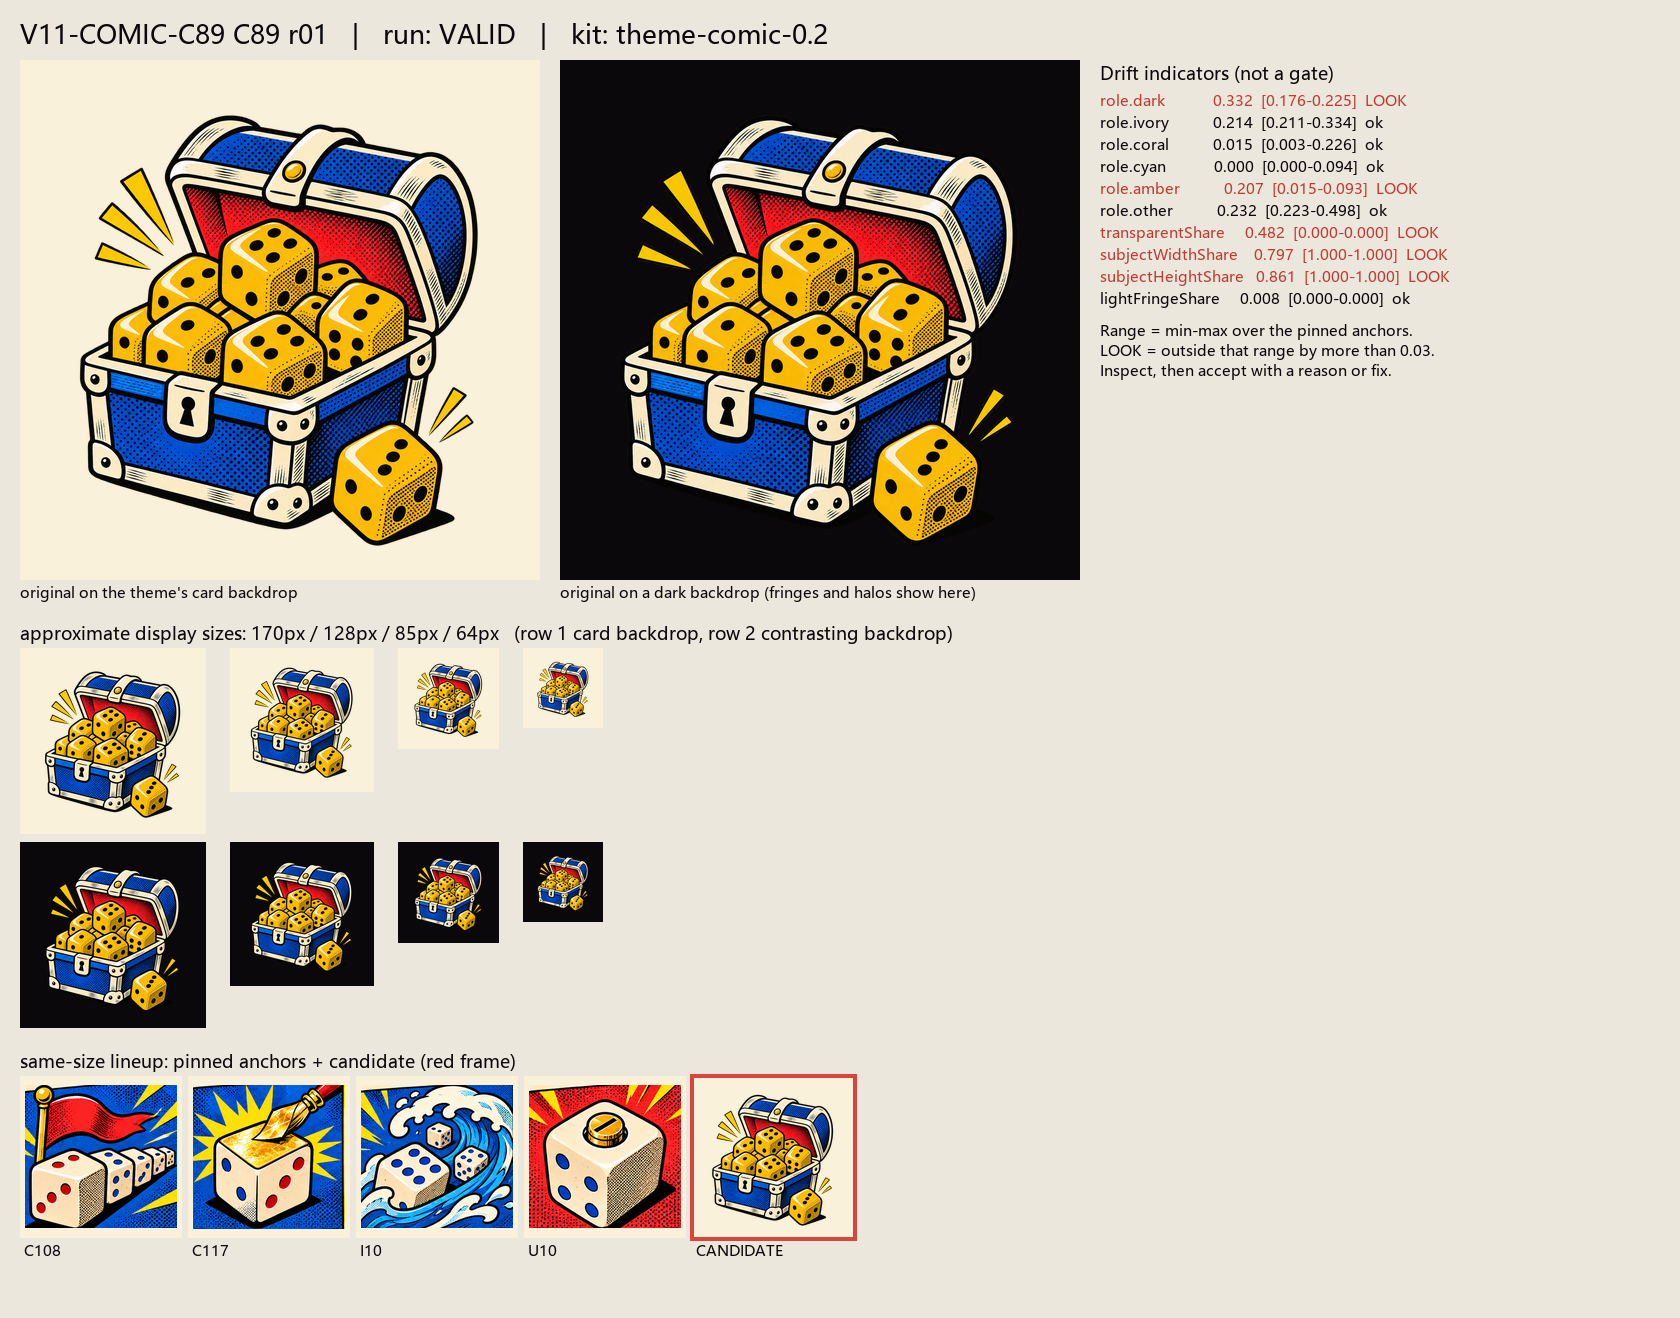 V11-COMIC-C89 C89 r01 | run: VALID | kit: theme-comic-0.2
Drift indicators (not a gate)
role.dark 0.332 [0.176-0.225] LOOK
role.ivory 0.214 [0.211-0.334] ok
role.coral 0.015 [0.003-0.226] ok
role.cyan 0.000 [0.000-0.094] ok
role.amber 0.207 [0.015-0.093] LOOK
role.other 0.232 [0.223-0.498] ok
transparentShare 0.482 [0.000-0.000] LOOK
subjectWidthShare 0.797 [1.000-1.000] LOOK
subjectHeightShare 0.861 [1.000-1.000] LOOK
lightFringeShare 0.008 [0.000-0.000] ok
Range = min-max over the pinned anchors.
LOOK = outside that range by more than 0.03.
Inspect, then accept with a reason or fix.
original on the theme's card backdrop
original on a dark backdrop (fringes and halos show here)
approximate display sizes: 170px / 128px / 85px / 64px (row 1 card backdrop, row 2 contrasting backdrop)
same-size lineup: pinned anchors + candidate (red frame)
C108
C117
I10
U10
CANDIDATE